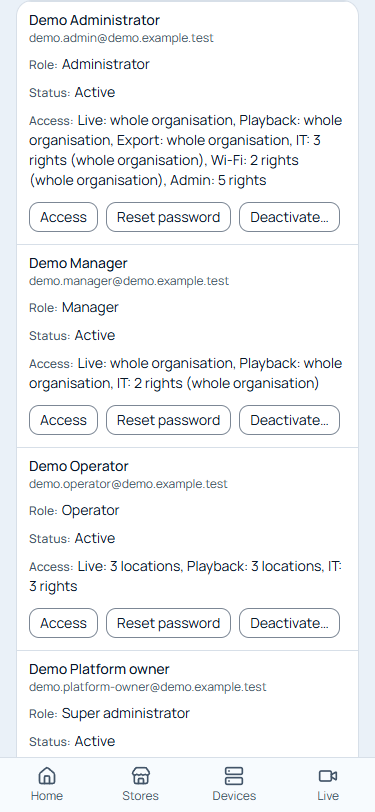 Demo Administrator
demo.admin@demo.example.test
Role: Administrator
Status: Active
Access: Live: whole organisation, Playback: whole
organisation, Export: whole organisation, IT: 3
rights (whole organisation), Wi-Fi: 2 rights
(whole organisation), Admin: 5 rights
Access Reset password Deactivate...
Demo Manager
demo.manager@demo.example.test
Role: Manager
Status: Active
Access: Live: whole organisation, Playback: whole
organisation, IT: 2 rights (whole organisation)
Access Reset password Deactivate...
Demo Operator
demo.operator@demo.example.test
Role: Operator
Status: Active
Access: Live: 3 locations, Playback: 3 locations, IT:
3 rights
Access Reset password Deactivate...
Demo Platform owner
demo.platform-owner@demo.example.test
Role: Super administrator
Status: Active
Home Stores Devices Live